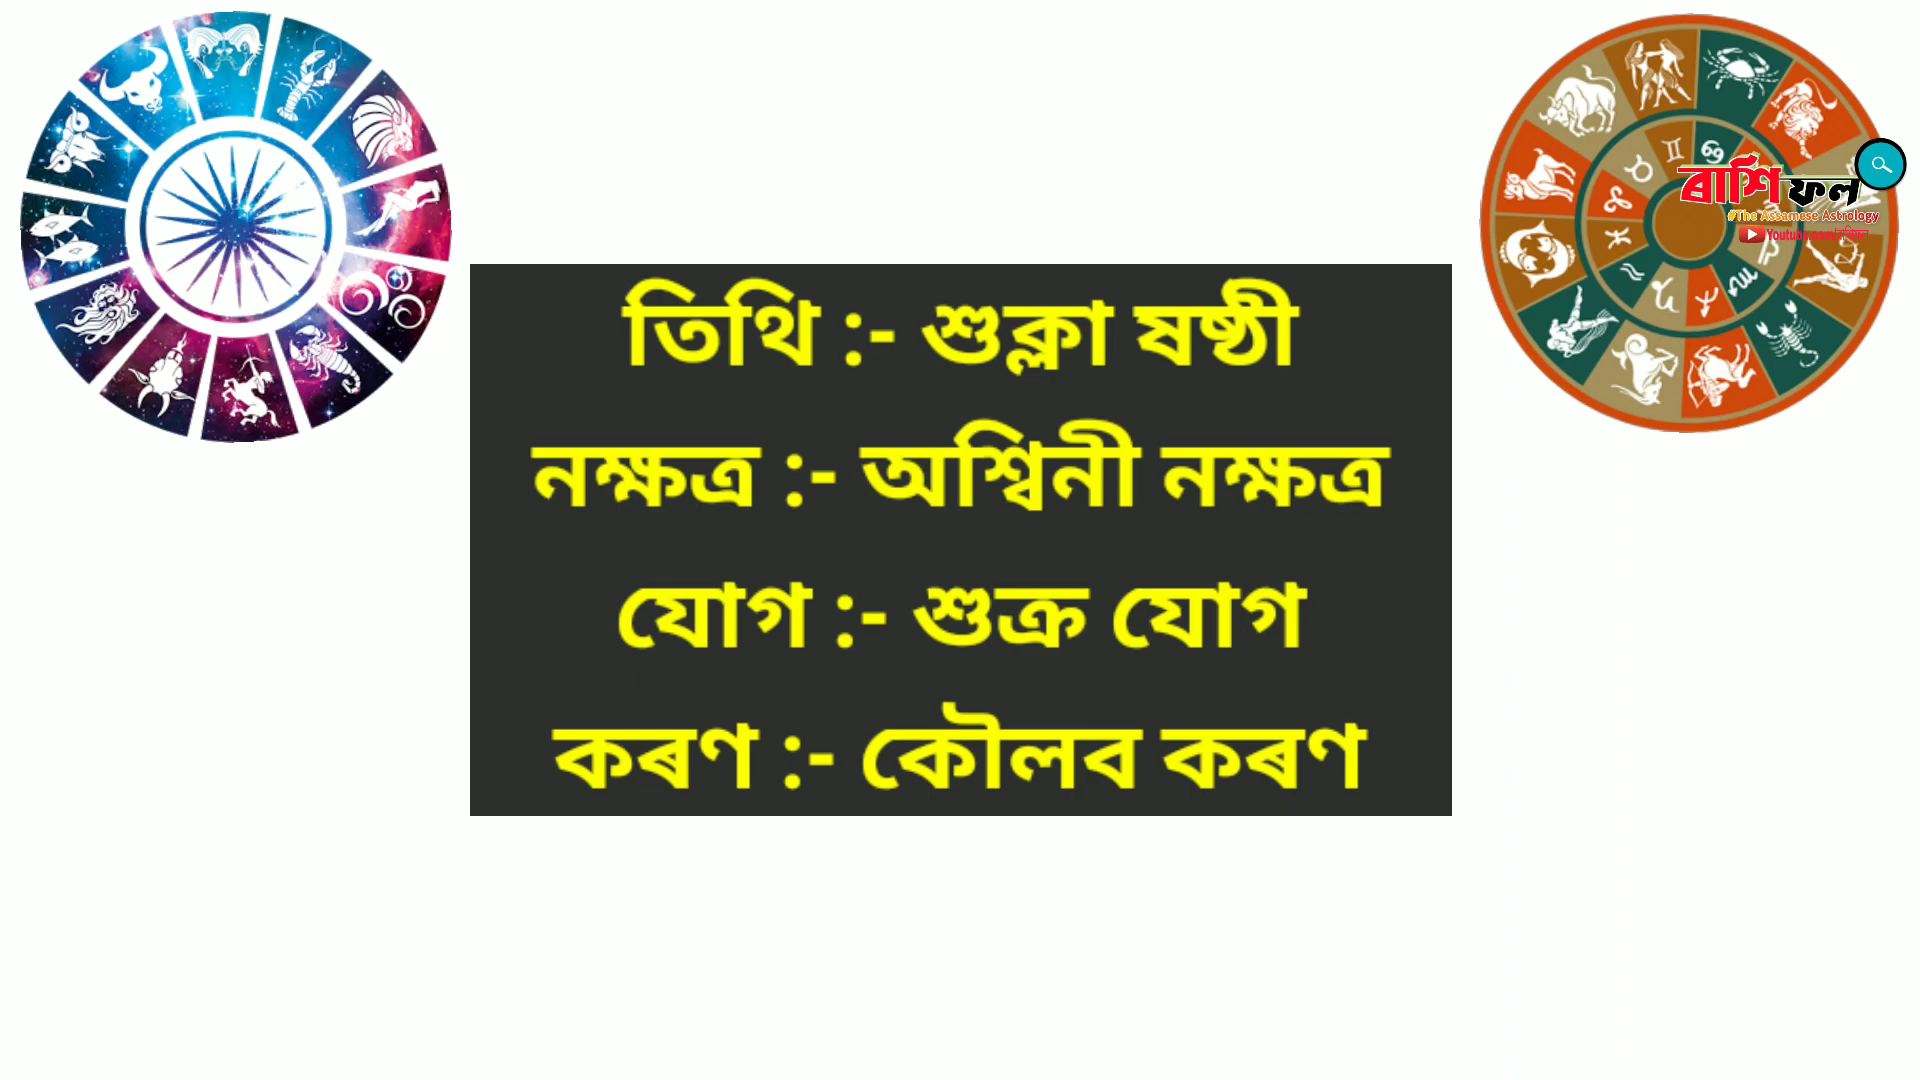 ৰাশি ফল
#The Assamese Astrology
তিথি :- শুক্লা ষষ্ঠী
নক্ষত্ৰ :- অশ্বিনী নক্ষত্ৰ
যোগ :- শুক্ৰ যোগ
কৰণ :- কৌলব কৰণ